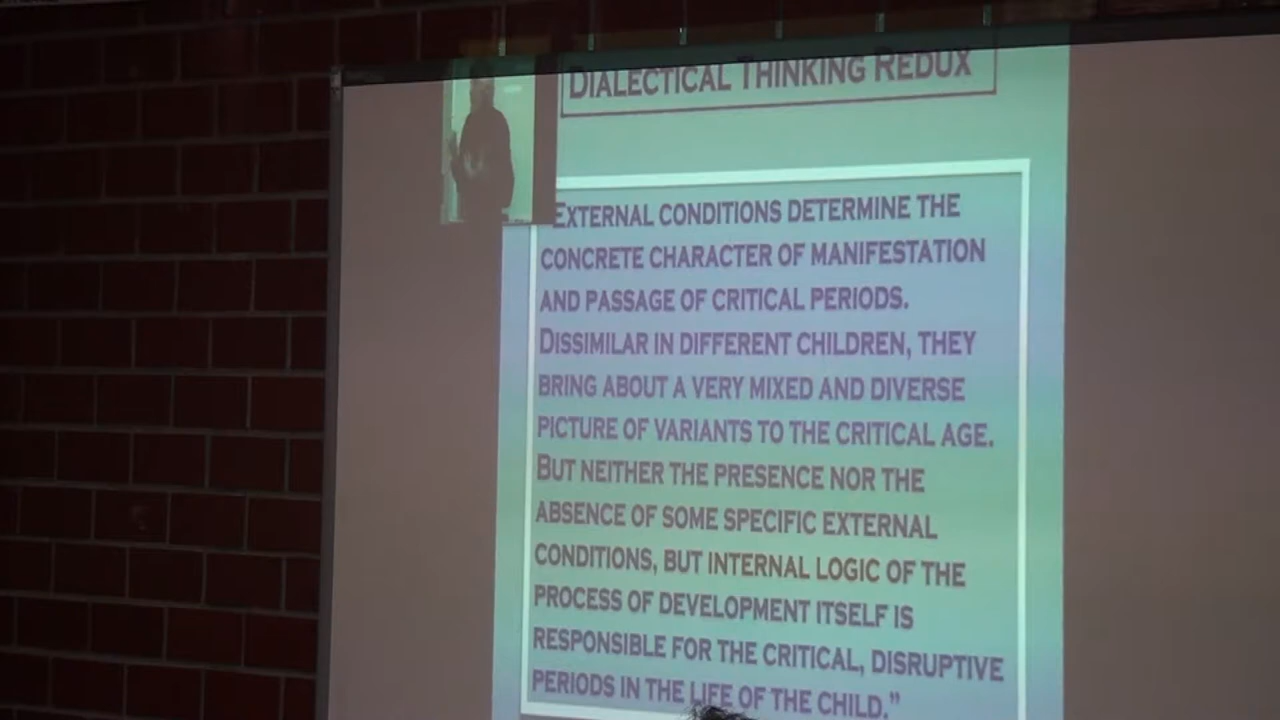 DIALECTICAL THINKING REDUX
EXTERNAL CONDITIONS DETERMINE THE
CONCRETE CHARACTER OF MANIFESTATION
AND PASSAGE OF CRITICAL PERIODS.
DISSIMILAR IN DIFFERENT CHILDREN, THEY
BRING ABOUT A VERY MIXED AND DIVERSE
PICTURE OF VARIANTS TO THE CRITICAL AGE.
BUT NEITHER THE PRESENCE NOR THE
ABSENCE OF SOME SPECIFIC EXTERNAL
CONDITIONS, BUT INTERNAL LOGIC OF THE
PROCESS OF DEVELOPMENT ITSELF IS
RESPONSIBLE FOR THE CRITICAL, DISRUPTIVE
PERIODS IN THE LIFE OF THE CHILD.”